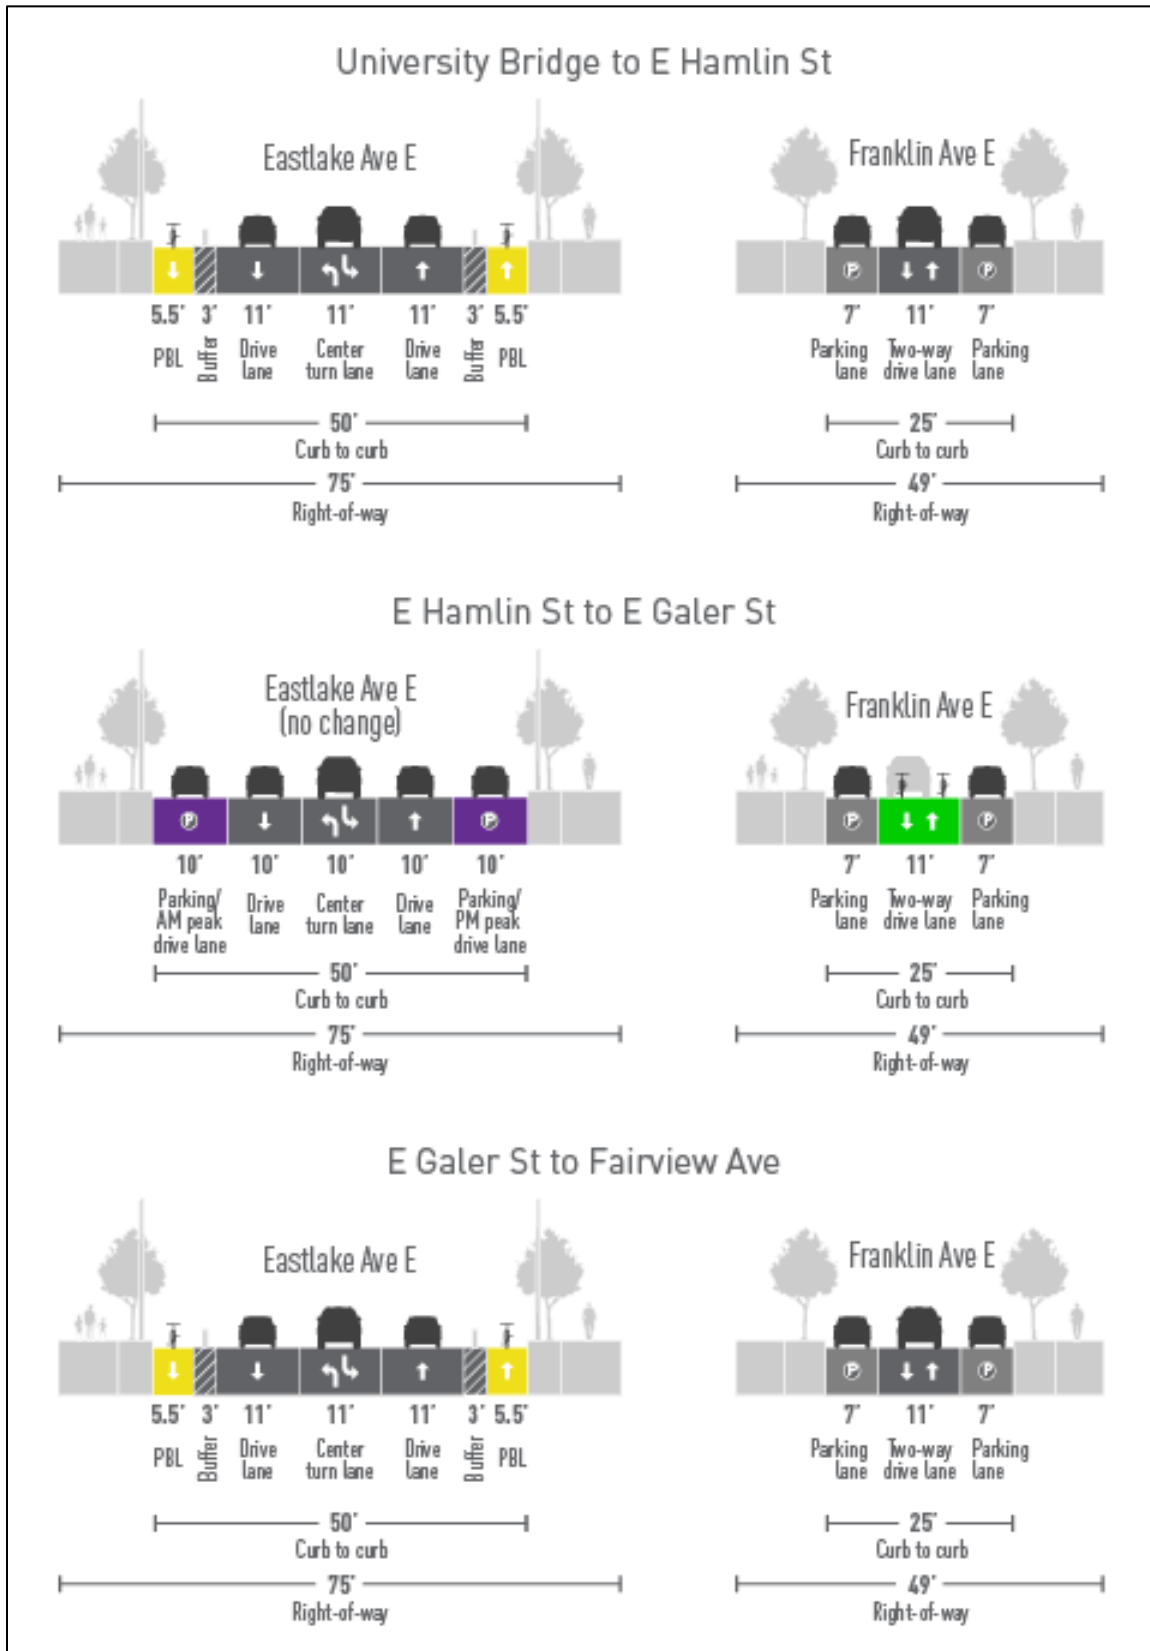 University Bridge to E Hamlin St
Eastlake Ave E
5.5' 3' 11' 11' 11' 3' 5.5'
PBL Buffer Drive lane Center turn lane Drive lane Buffer PBL
50'
Curb to curb
75'
Right-of-way
Franklin Ave E
P P
7' 11' 7'
Parking lane Two-way drive lane Parking lane
25'
Curb to curb
49'
Right-of-way
E Hamlin St to E Galer St
Eastlake Ave E
(no change)
P P
10' 10' 10' 10' 10'
Parking/ AM peak drive lane Drive lane Center turn lane Drive lane Parking/ PM peak drive lane
50'
Curb to curb
75'
Right-of-way
Franklin Ave E
P P
7' 11' 7'
Parking lane Two-way drive lane Parking lane
25'
Curb to curb
49'
Right-of-way
E Galer St to Fairview Ave
Eastlake Ave E
5.5' 3' 11' 11' 11' 3' 5.5'
PBL Buffer Drive lane Center turn lane Drive lane Buffer PBL
50'
Curb to curb
75'
Right-of-way
Franklin Ave E
P P
7' 11' 7'
Parking lane Two-way drive lane Parking lane
25'
Curb to curb
49'
Right-of-way